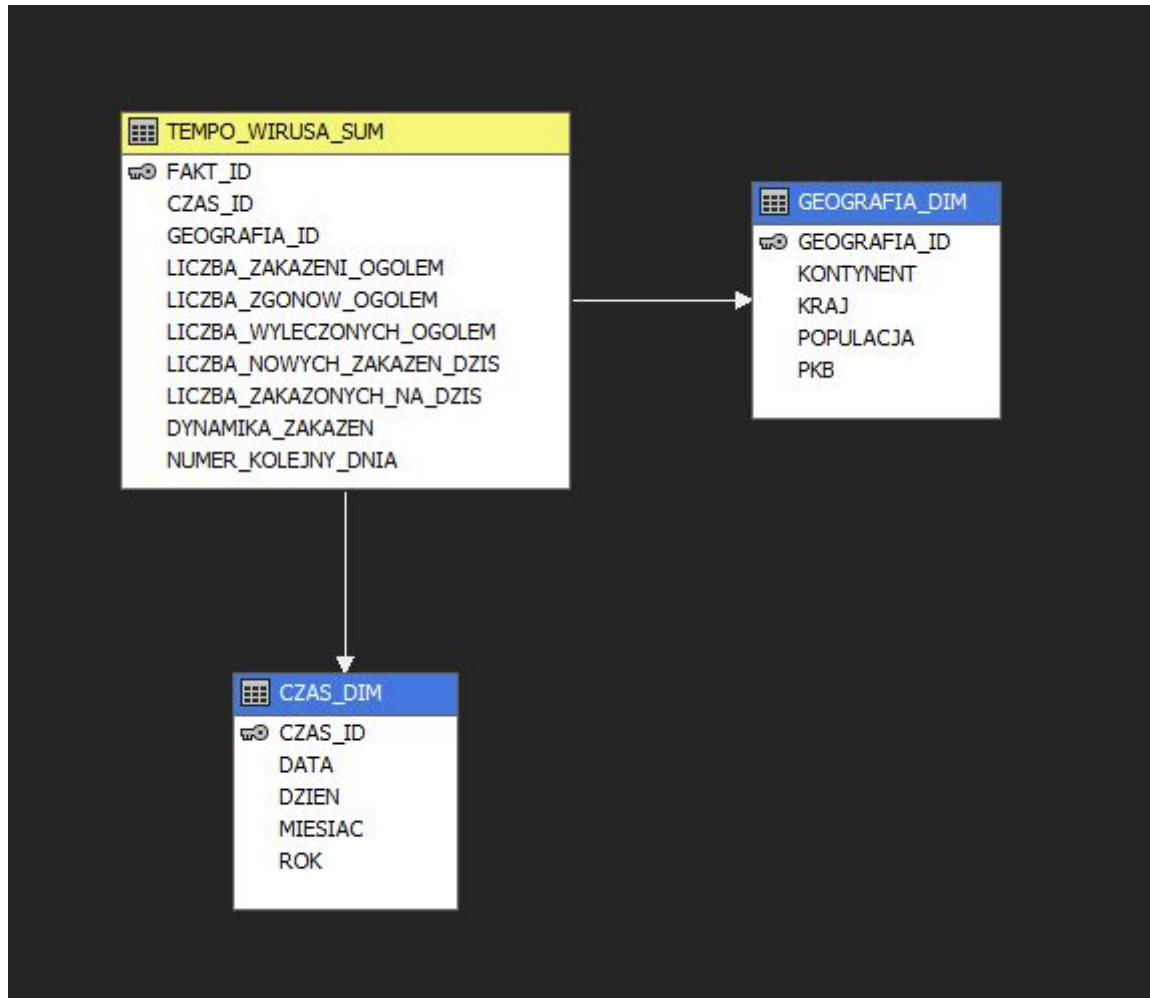 TEMPO_WIRUSA_SUM
FAKT_ID
CZAS_ID
GEOGRAFIA_ID
LICZBA_ZAKAZENI_OGOLEM
LICZBA_ZGONOW_OGOLEM
LICZBA_WYLECZONYCH_OGOLEM
LICZBA_NOWYCH_ZAKAZEN_DZIS
LICZBA_ZAKAZONYCH_NA_DZIS
DYNAMIKA_ZAKAZEN
NUMER_KOLEJNY_DNIA
GEOGRAFIA_DIM
GEOGRAFIA_ID
KONTYNENT
KRAJ
POPULACJA
PKB
CZAS_DIM
CZAS_ID
DATA
DZIEN
MIESIAC
ROK